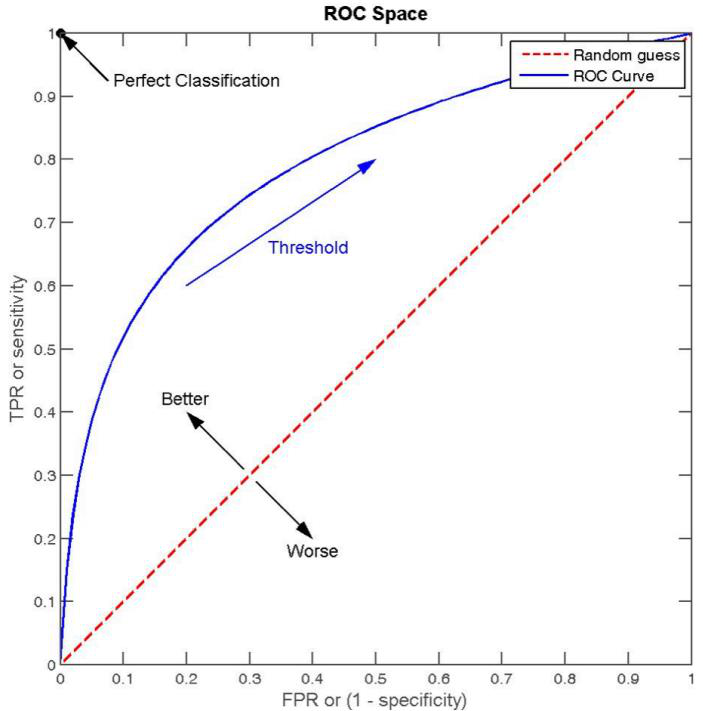 ROC Space
Random guess
ROC Curve
Perfect Classification
Threshold
Better
Worse
TPR or sensitivity
1
0.9
0.8
0.7
0.6
0.5
0.4
0.3
0.2
0.1
0
0 0.1 0.2 0.3 0.4 0.5 0.6 0.7 0.8 0.9 1
FPR or (1 - specificity)